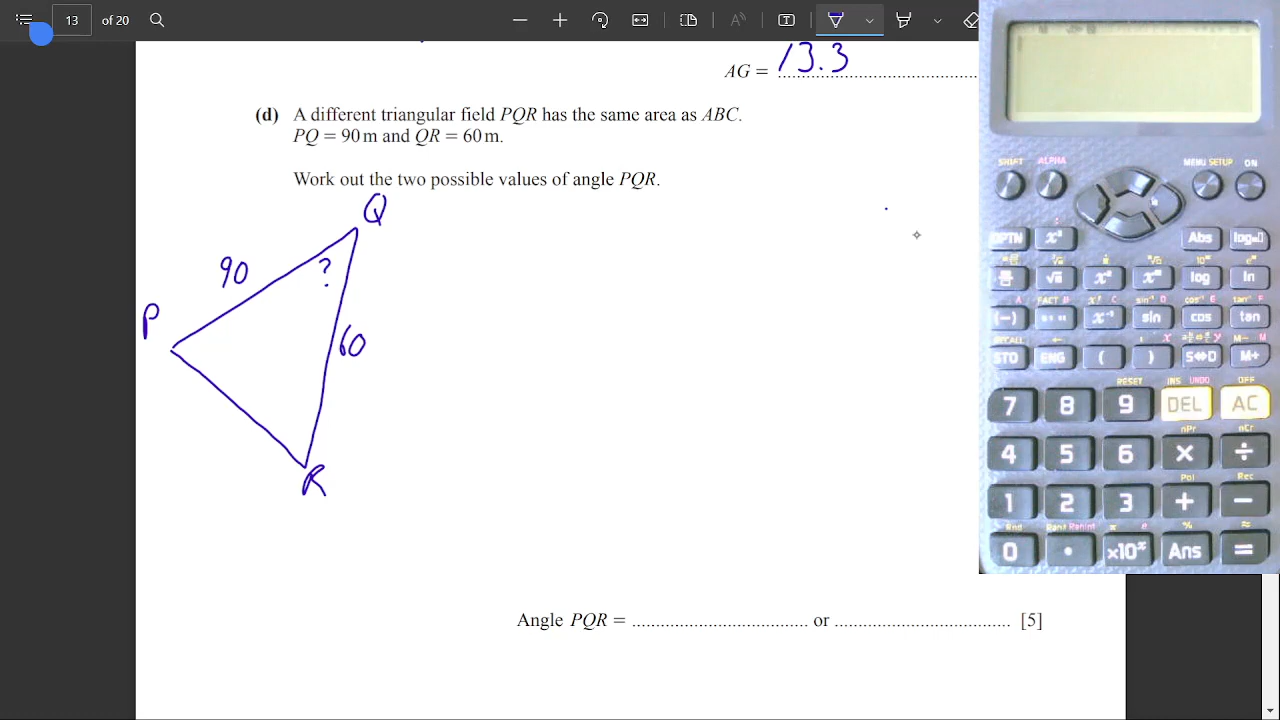 13 of 20
AG = 13.3
(d) A different triangular field PQR has the same area as ABC.
PQ = 90 m and QR = 60 m.
Work out the two possible values of angle PQR.
Q
90
?
P
60
R
Angle PQR = ............................... or ............................... [5]
SHIFT ALPHA MENU SETUP ON
OPTN Abs
log ln
(−) sin cos tan
STO ENG ( ) S⇔D M+
7 8 9 DEL AC
4 5 6 × ÷
1 2 3 + −
0 • ×10ˣ Ans =